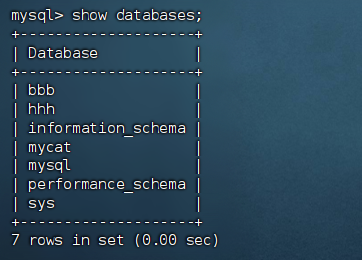 mysql> show databases;
+--------------------+
| Database           |
+--------------------+
| bbb                |
| hhh                |
| information_schema |
| mycat              |
| mysql              |
| performance_schema |
| sys                |
+--------------------+
7 rows in set (0.00 sec)